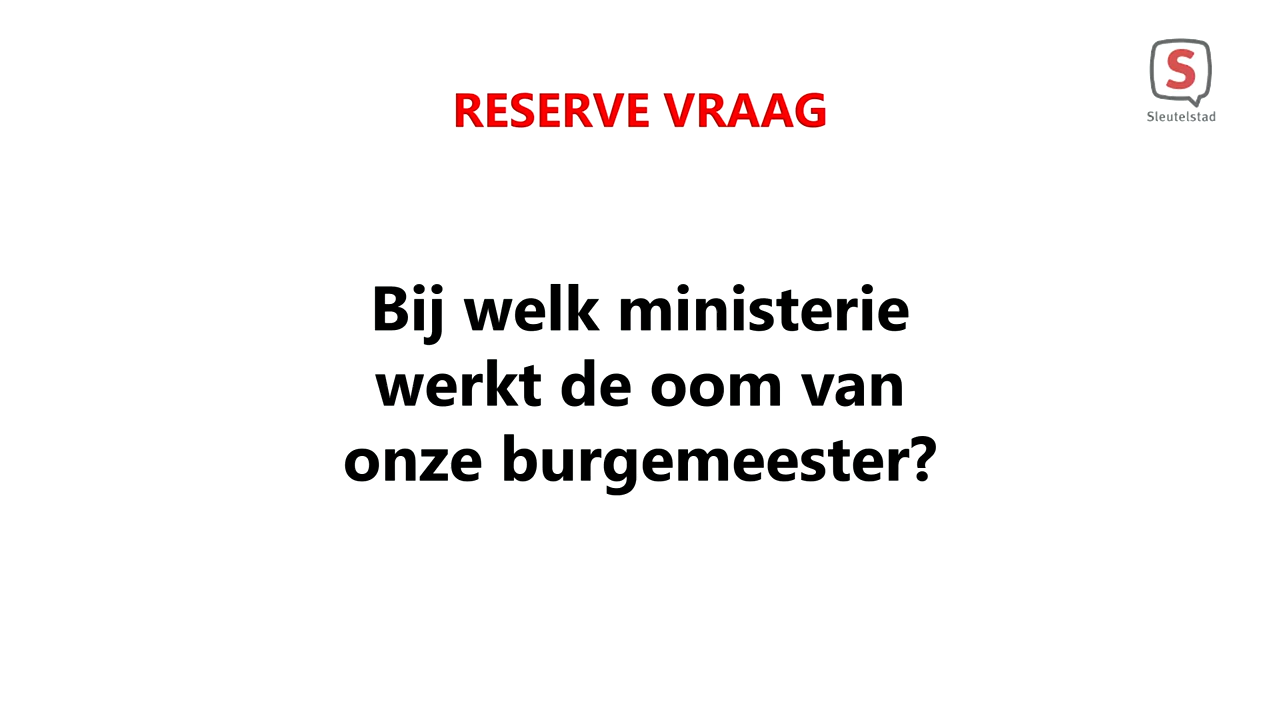 RESERVE VRAAG
S
Sleutelstad
Bij welk ministerie
werkt de oom van
onze burgemeester?